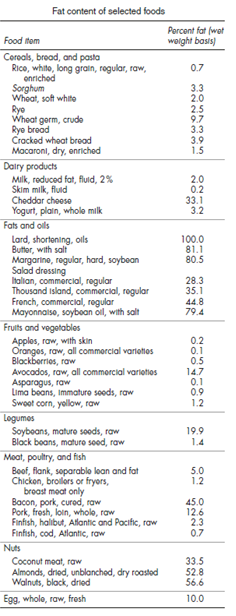 Fat content of selected foods
Percent fat (wet
Food item weight basis)
Cereals, bread, and pasta
Rice, white, long grain, regular, raw, 0.7
enriched
Sorghum 3.3
Wheat, soft white 2.0
Rye 2.5
Wheat germ, crude 9.7
Rye bread 3.3
Cracked wheat bread 3.9
Macaroni, dry, enriched 1.5
Dairy products
Milk, reduced fat, fluid, 2% 2.0
Skim milk, fluid 0.2
Cheddar cheese 33.1
Yogurt, plain, whole milk 3.2
Fats and oils
Lard, shortening, oils 100.0
Butter, with salt 81.1
Margarine, regular, hard, soybean 80.5
Salad dressing
Italian, commercial, regular 28.3
Thousand island, commercial, regular 35.1
French, commercial, regular 44.8
Mayonnaise, soybean oil, with salt 79.4
Fruits and vegetables
Apples, raw, with skin 0.2
Oranges, raw, all commercial varieties 0.1
Blackberries, raw 0.5
Avocados, raw, all commercial varieties 14.7
Asparagus, raw 0.1
Lima beans, immature seeds, raw 0.9
Sweet corn, yellow, raw 1.2
Legumes
Soybeans, mature seeds, raw 19.9
Black beans, mature seed, raw 1.4
Meat, poultry, and fish
Beef, flank, separable lean and fat 5.0
Chicken, broilers or fryers, 1.2
breast meat only
Bacon, pork, cured, raw 45.0
Pork, fresh, loin, whole, raw 12.6
Finfish, halibut, Atlantic and Pacific, raw 2.3
Finfish, cod, Atlantic, raw 0.7
Nuts
Coconut meat, raw 33.5
Almonds, dried, unblanched, dry roasted 52.8
Walnuts, black, dried 56.6
Egg, whole, raw, fresh 10.0